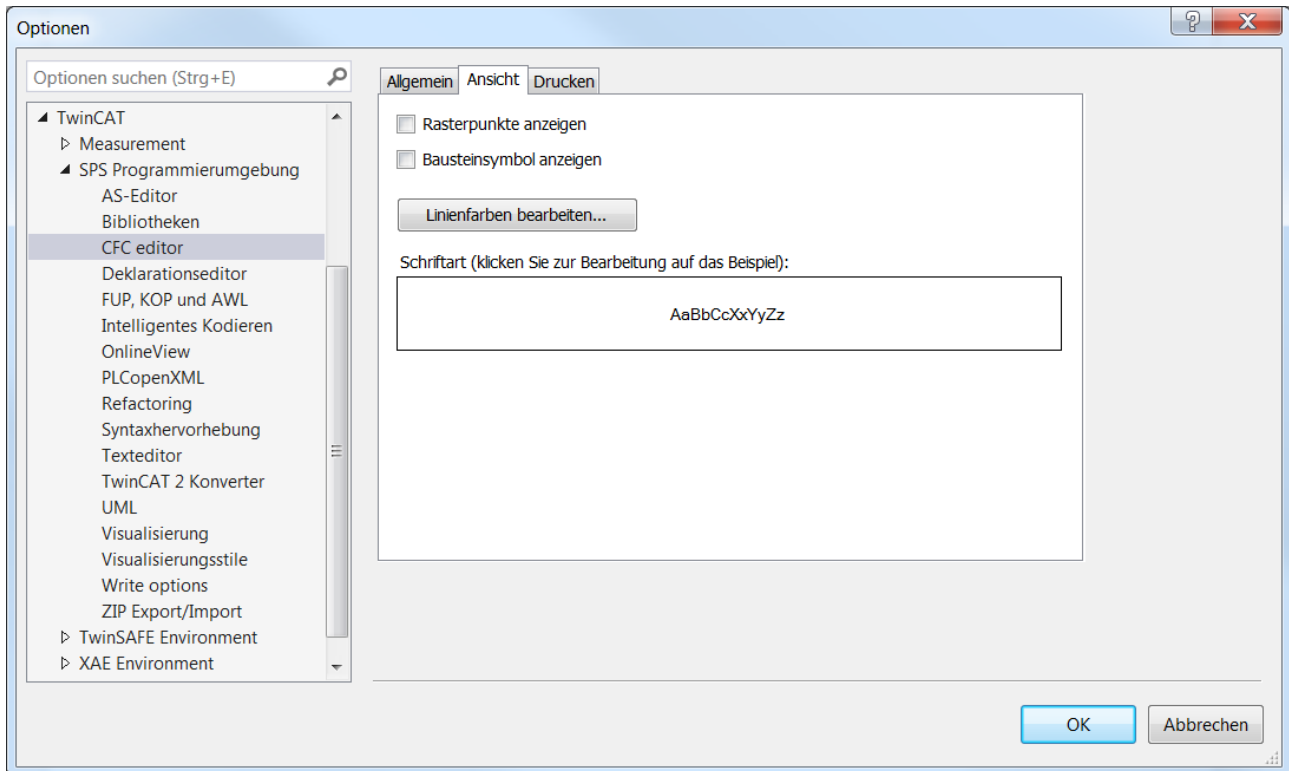 Optionen
Optionen suchen (Strg+E)
TwinCAT
Measurement
SPS Programmierumgebung
AS-Editor
Bibliotheken
CFC editor
Deklarationseditor
FUP, KOP und AWL
Intelligentes Kodieren
OnlineView
PLCopenXML
Refactoring
Syntaxhervorhebung
Texteditor
TwinCAT 2 Konverter
UML
Visualisierung
Visualisierungsstile
Write options
ZIP Export/Import
TwinSAFE Environment
XAE Environment
Allgemein Ansicht Drucken
Rasterpunkte anzeigen
Bausteinsymbol anzeigen
Linienfarben bearbeiten...
Schriftart (klicken Sie zur Bearbeitung auf das Beispiel):
AaBbCcXxYyZz
OK Abbrechen